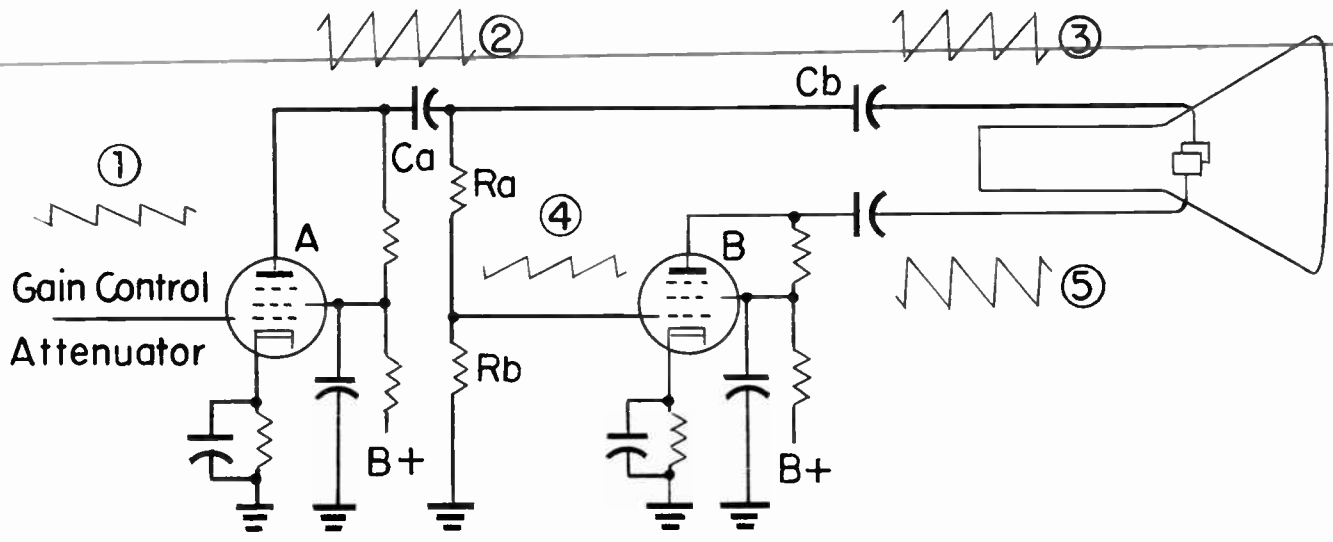 ②
③
Cb
①
Ca
Ra
④
A
B
Gain Control
Attenuator
⑤
Rb
B+
B+